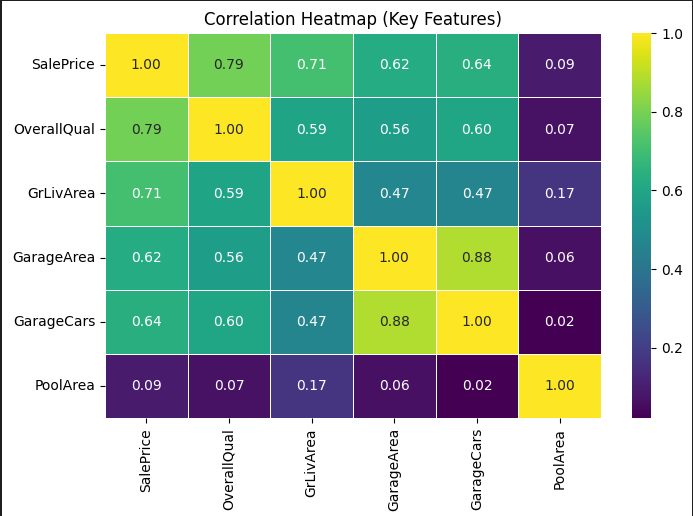 Correlation Heatmap (Key Features)
SalePrice 1.00 0.79 0.71 0.62 0.64 0.09
OverallQual 0.79 1.00 0.59 0.56 0.60 0.07
GrLivArea 0.71 0.59 1.00 0.47 0.47 0.17
GarageArea 0.62 0.56 0.47 1.00 0.88 0.06
GarageCars 0.64 0.60 0.47 0.88 1.00 0.02
PoolArea 0.09 0.07 0.17 0.06 0.02 1.00
SalePrice
OverallQual
GrLivArea
GarageArea
GarageCars
PoolArea
1.0
0.8
0.6
0.4
0.2